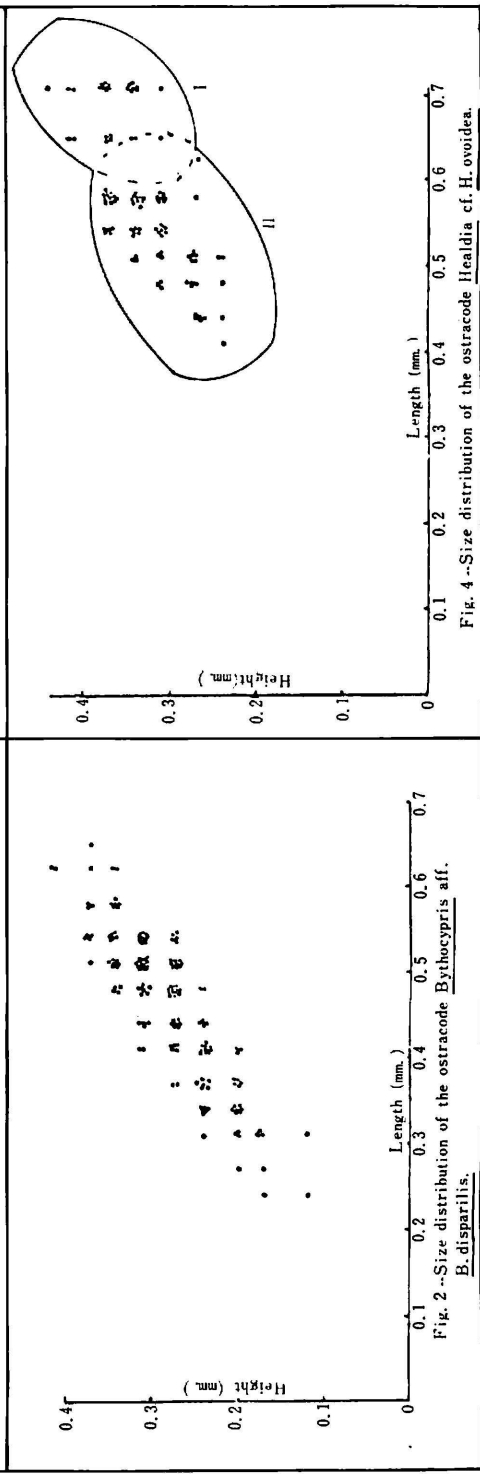 0.4
0.3
0.2
0.1
0
Height (mm.)
Length (mm.)
0.1 0.2 0.3 0.4 0.5 0.6 0.7
Fig. 2 --Size distribution of the ostracode Bythocypris aff.
B. disparilis.
0.4
0.3
0.2
0.1
0
Height(mm. )
I
II
Length (mm. )
0.1 0.2 0.3 0.4 0.5 0.6 0.7
Fig. 4 --Size distribution of the ostracode Healdia cf. H. ovoidea.